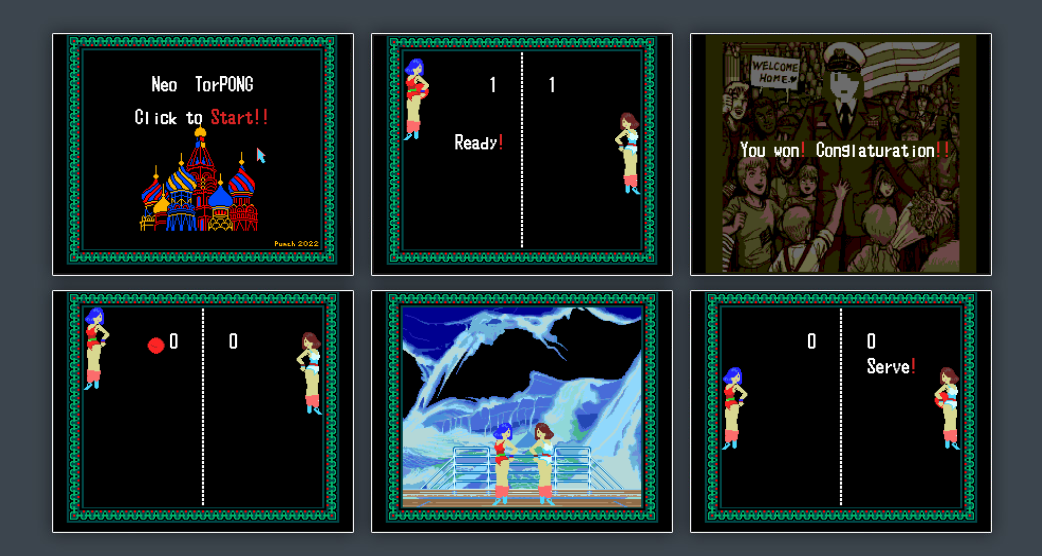 Neo TorPONG
Click to Start!!
Punch 2022
1 1
Ready!
WELCOME
HOME
You won! Conglaturation!!
0 0
0 0
Serve!